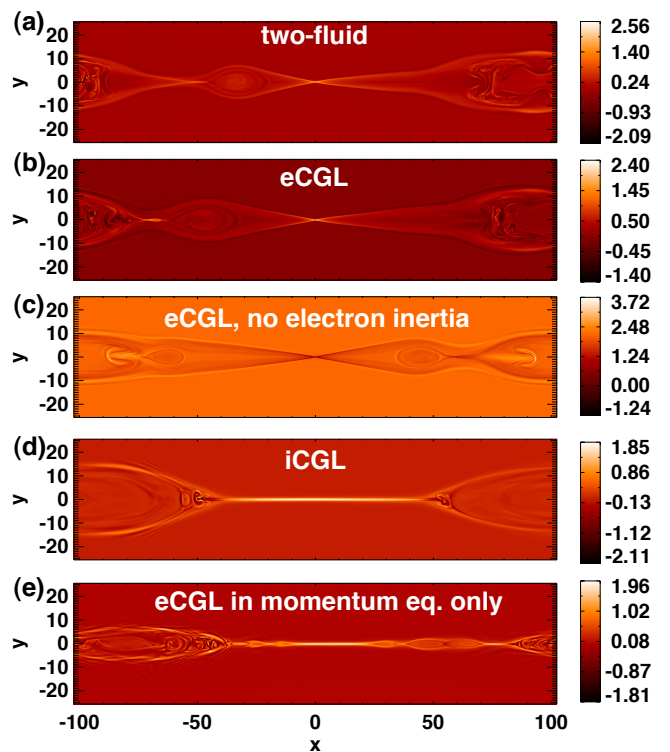 (a)
two-fluid
y
20
10
0
-10
-20
2.56
1.40
0.24
-0.93
-2.09
(b)
eCGL
y
20
10
0
-10
-20
2.40
1.45
0.50
-0.45
-1.40
(c)
eCGL, no electron inertia
y
20
10
0
-10
-20
3.72
2.48
1.24
0.00
-1.24
(d)
iCGL
y
20
10
0
-10
-20
1.85
0.86
-0.13
-1.12
-2.11
(e)
eCGL in momentum eq. only
y
20
10
0
-10
-20
1.96
1.02
0.08
-0.87
-1.81
-100 -50 0 50 100
x